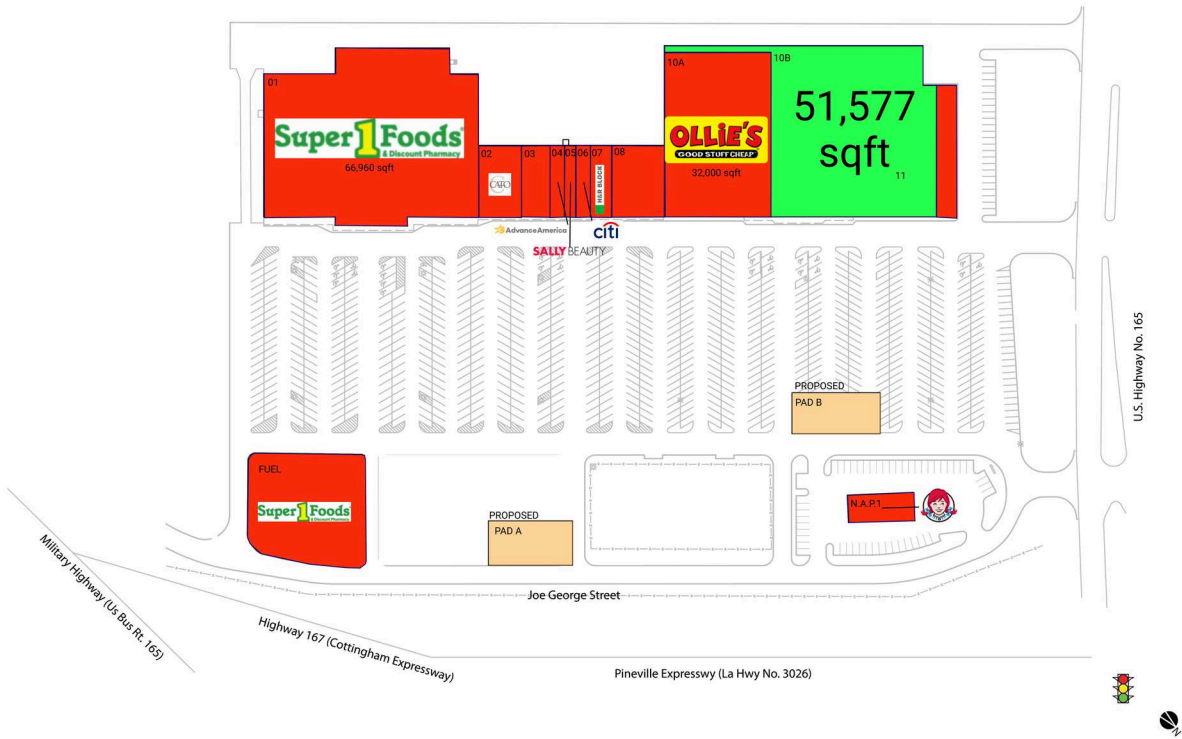 01
Super 1 Foods
& Discount Pharmacy
66,960 sqft
02
CATO
03
04
05
06
07
H&R BLOCK
08
10A
OLLIE'S
GOOD STUFF CHEAP
32,000 sqft
10B
51,577
sqft
11
AdvanceAmerica
citi
SALLY BEAUTY
U.S. Highway No. 165
PROPOSED
PAD B
FUEL
Super 1 Foods
& Discount Pharmacy
PROPOSED
PAD A
N.A.P.1
Joe George Street
Military Highway (Us Bus Rt. 165)
Highway 167 (Cottingham Expressway)
Pineville Expresswy (La Hwy No. 3026)
N